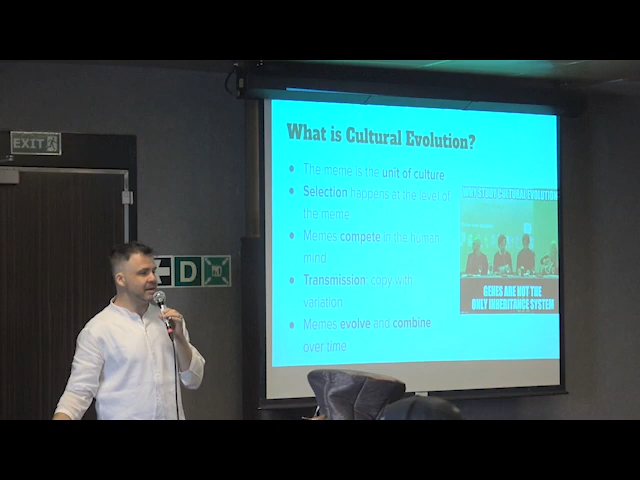 EXIT
D
What is Cultural Evolution?
● The meme is the unit of culture
● Selection happens at the level of
the meme
● Memes compete in the human
mind
● Transmission: copy with
variation
● Memes evolve and combine
over time
WHY STUDY CULTURAL EVOLUTION
GENES ARE NOT THE
ONLY INHERITANCE SYSTEM